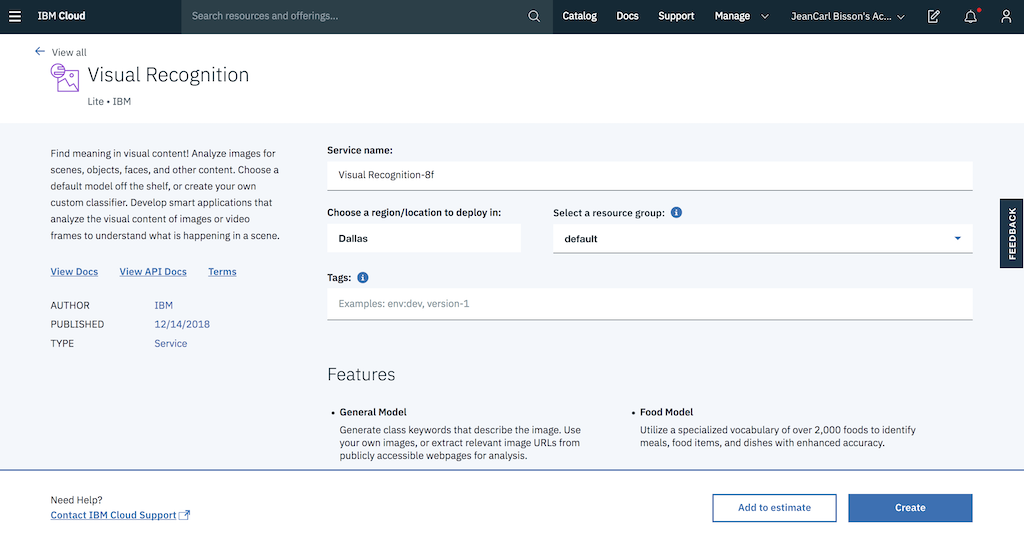 IBM Cloud
Search resources and offerings...
Catalog
Docs
Support
Manage
JeanCarl Bisson's Ac...
View all
Visual Recognition
Lite • IBM
Find meaning in visual content! Analyze images for
scenes, objects, faces, and other content. Choose a
default model off the shelf, or create your own
custom classifier. Develop smart applications that
analyze the visual content of images or video
frames to understand what is happening in a scene.
View Docs
View API Docs
Terms
AUTHOR IBM
PUBLISHED 12/14/2018
TYPE Service
Service name:
Visual Recognition-8f
Choose a region/location to deploy in:
Dallas
Select a resource group:
default
Tags:
Examples: env:dev, version-1
Features
• General Model
Generate class keywords that describe the image. Use
your own images, or extract relevant image URLs from
publicly accessible webpages for analysis.
• Food Model
Utilize a specialized vocabulary of over 2,000 foods to identify
meals, food items, and dishes with enhanced accuracy.
FEEDBACK
Need Help?
Contact IBM Cloud Support
Add to estimate
Create